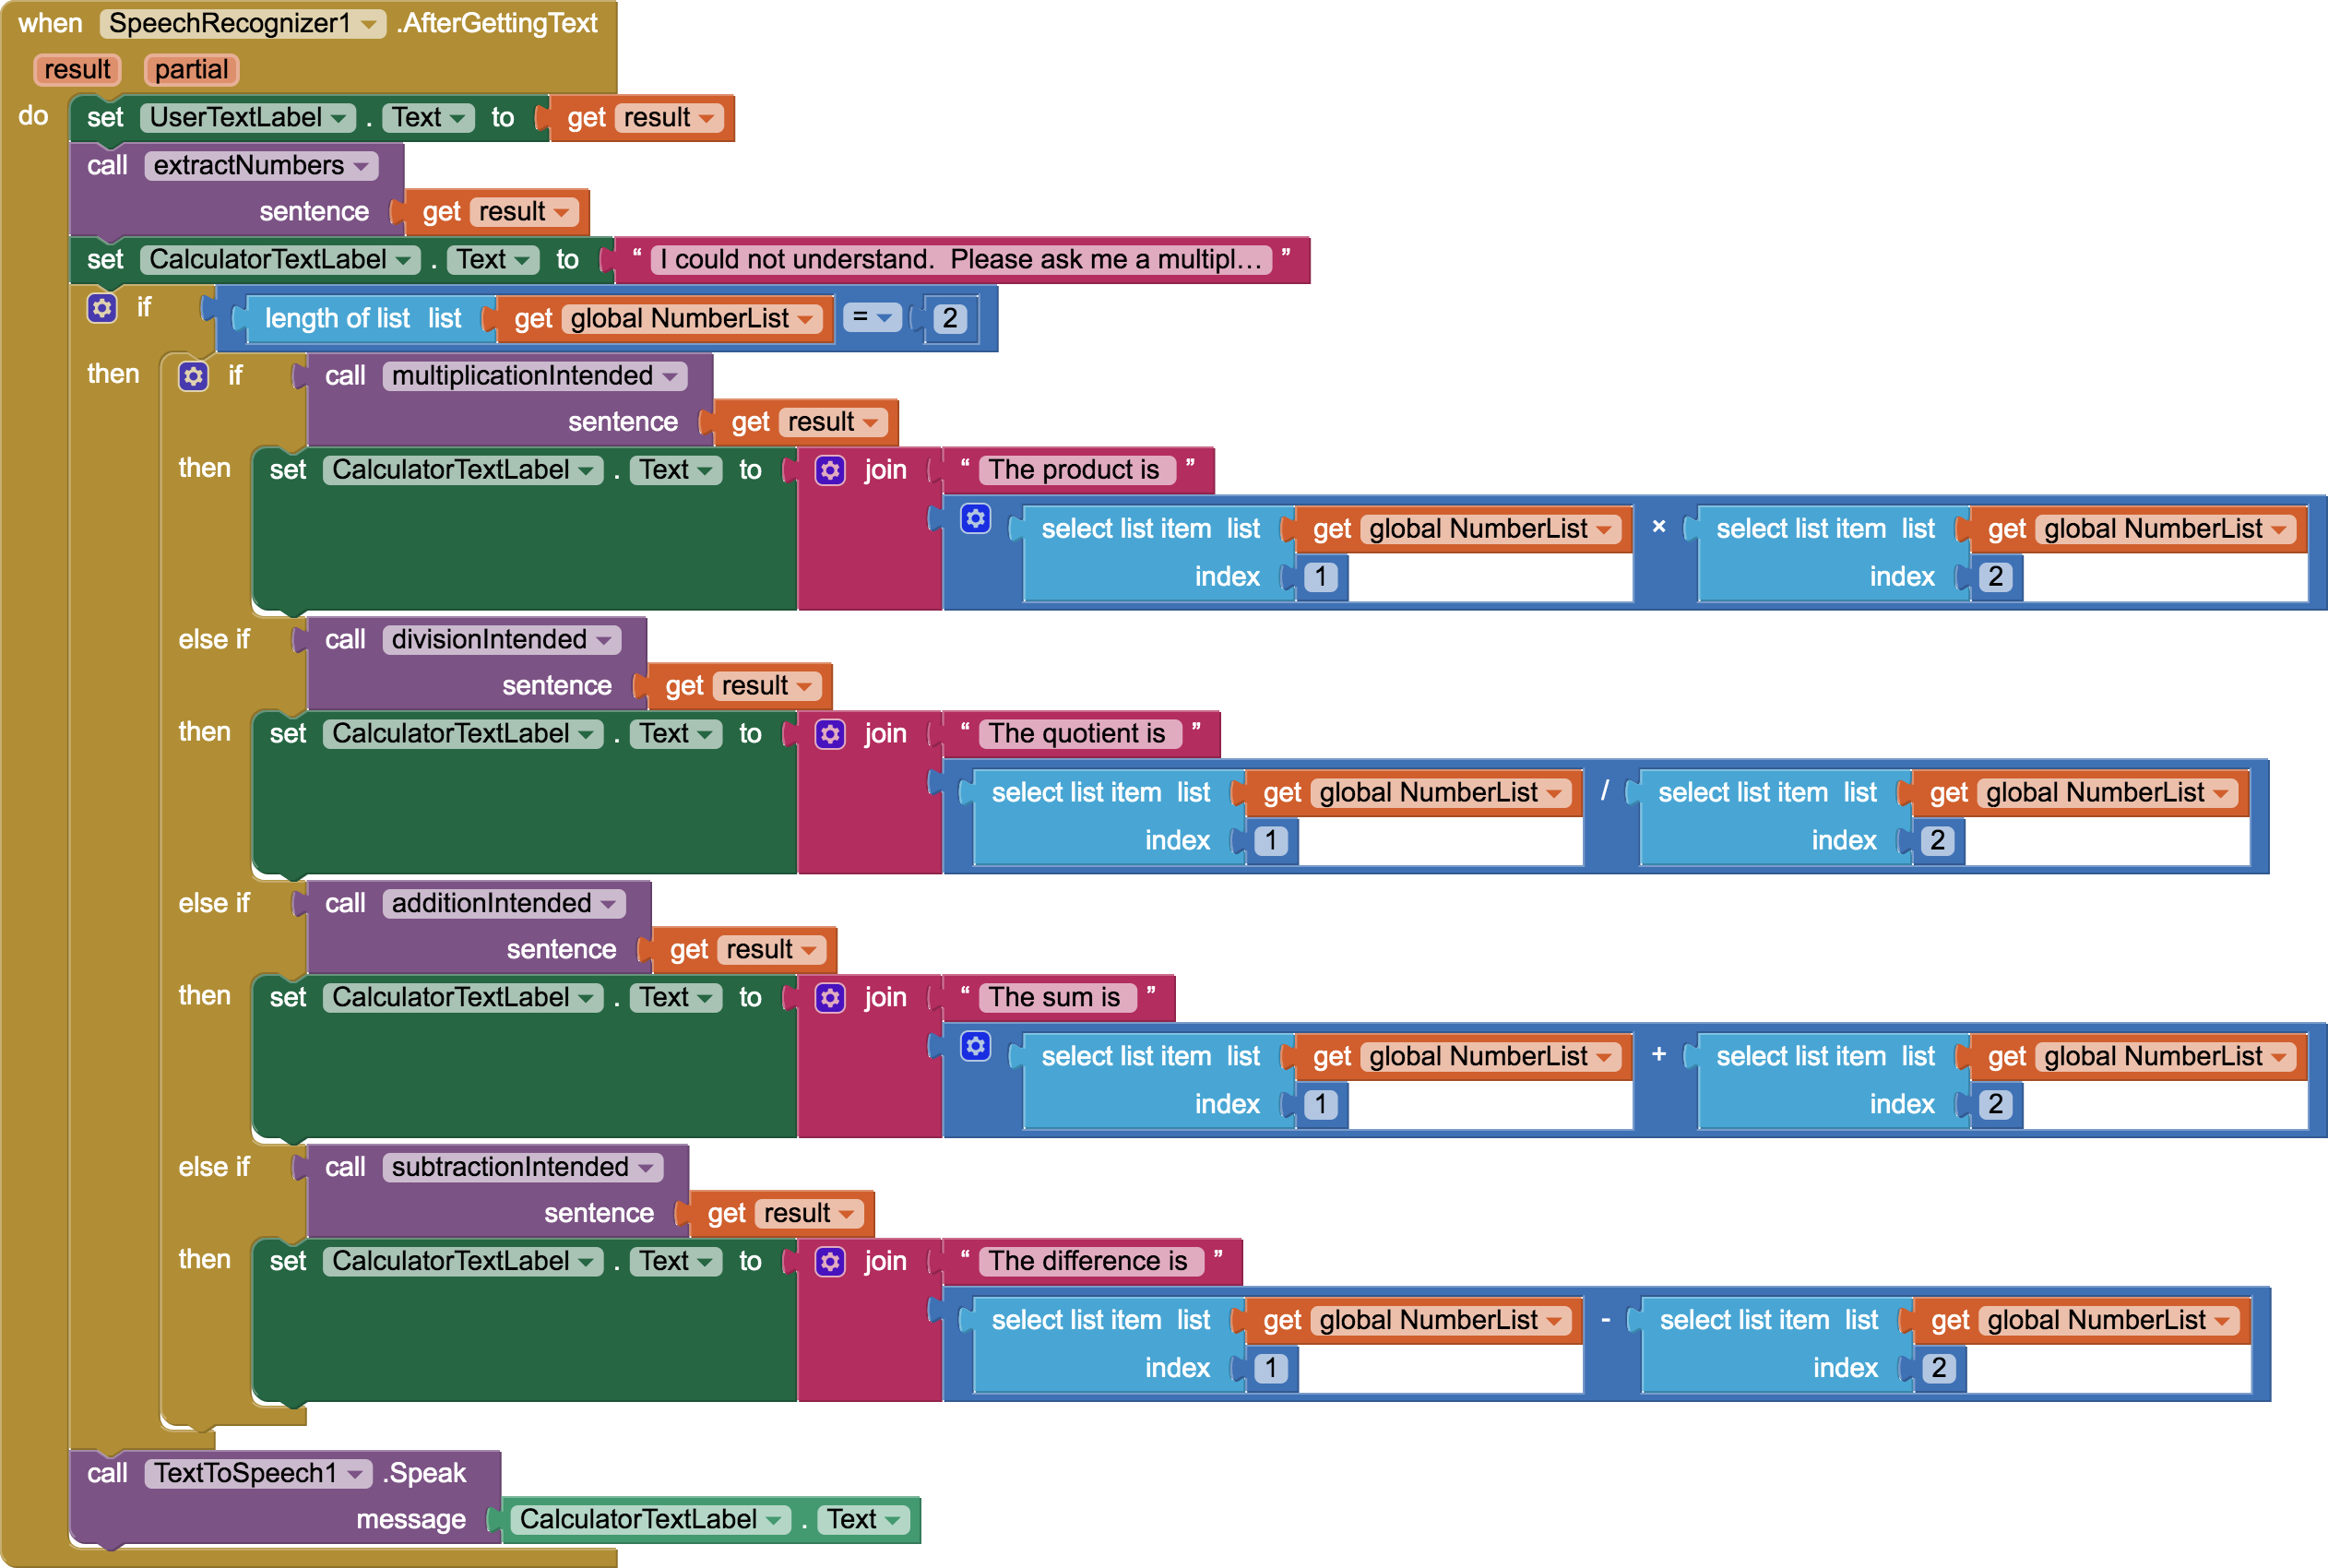 when SpeechRecognizer1 .AfterGettingText
result partial
do set UserTextLabel . Text to get result
call extractNumbers
sentence get result
set CalculatorTextLabel . Text to “ I could not understand.  Please ask me a multipl… ”
if length of list list get global NumberList = 2
then if call multiplicationIntended
sentence get result
then set CalculatorTextLabel . Text to join “ The product is ”
select list item list get global NumberList × select list item list get global NumberList
index 1 index 2
else if call divisionIntended
sentence get result
then set CalculatorTextLabel . Text to join “ The quotient is ”
select list item list get global NumberList / select list item list get global NumberList
index 1 index 2
else if call additionIntended
sentence get result
then set CalculatorTextLabel . Text to join “ The sum is ”
select list item list get global NumberList + select list item list get global NumberList
index 1 index 2
else if call subtractionIntended
sentence get result
then set CalculatorTextLabel . Text to join “ The difference is ”
select list item list get global NumberList - select list item list get global NumberList
index 1 index 2
call TextToSpeech1 .Speak
message CalculatorTextLabel . Text